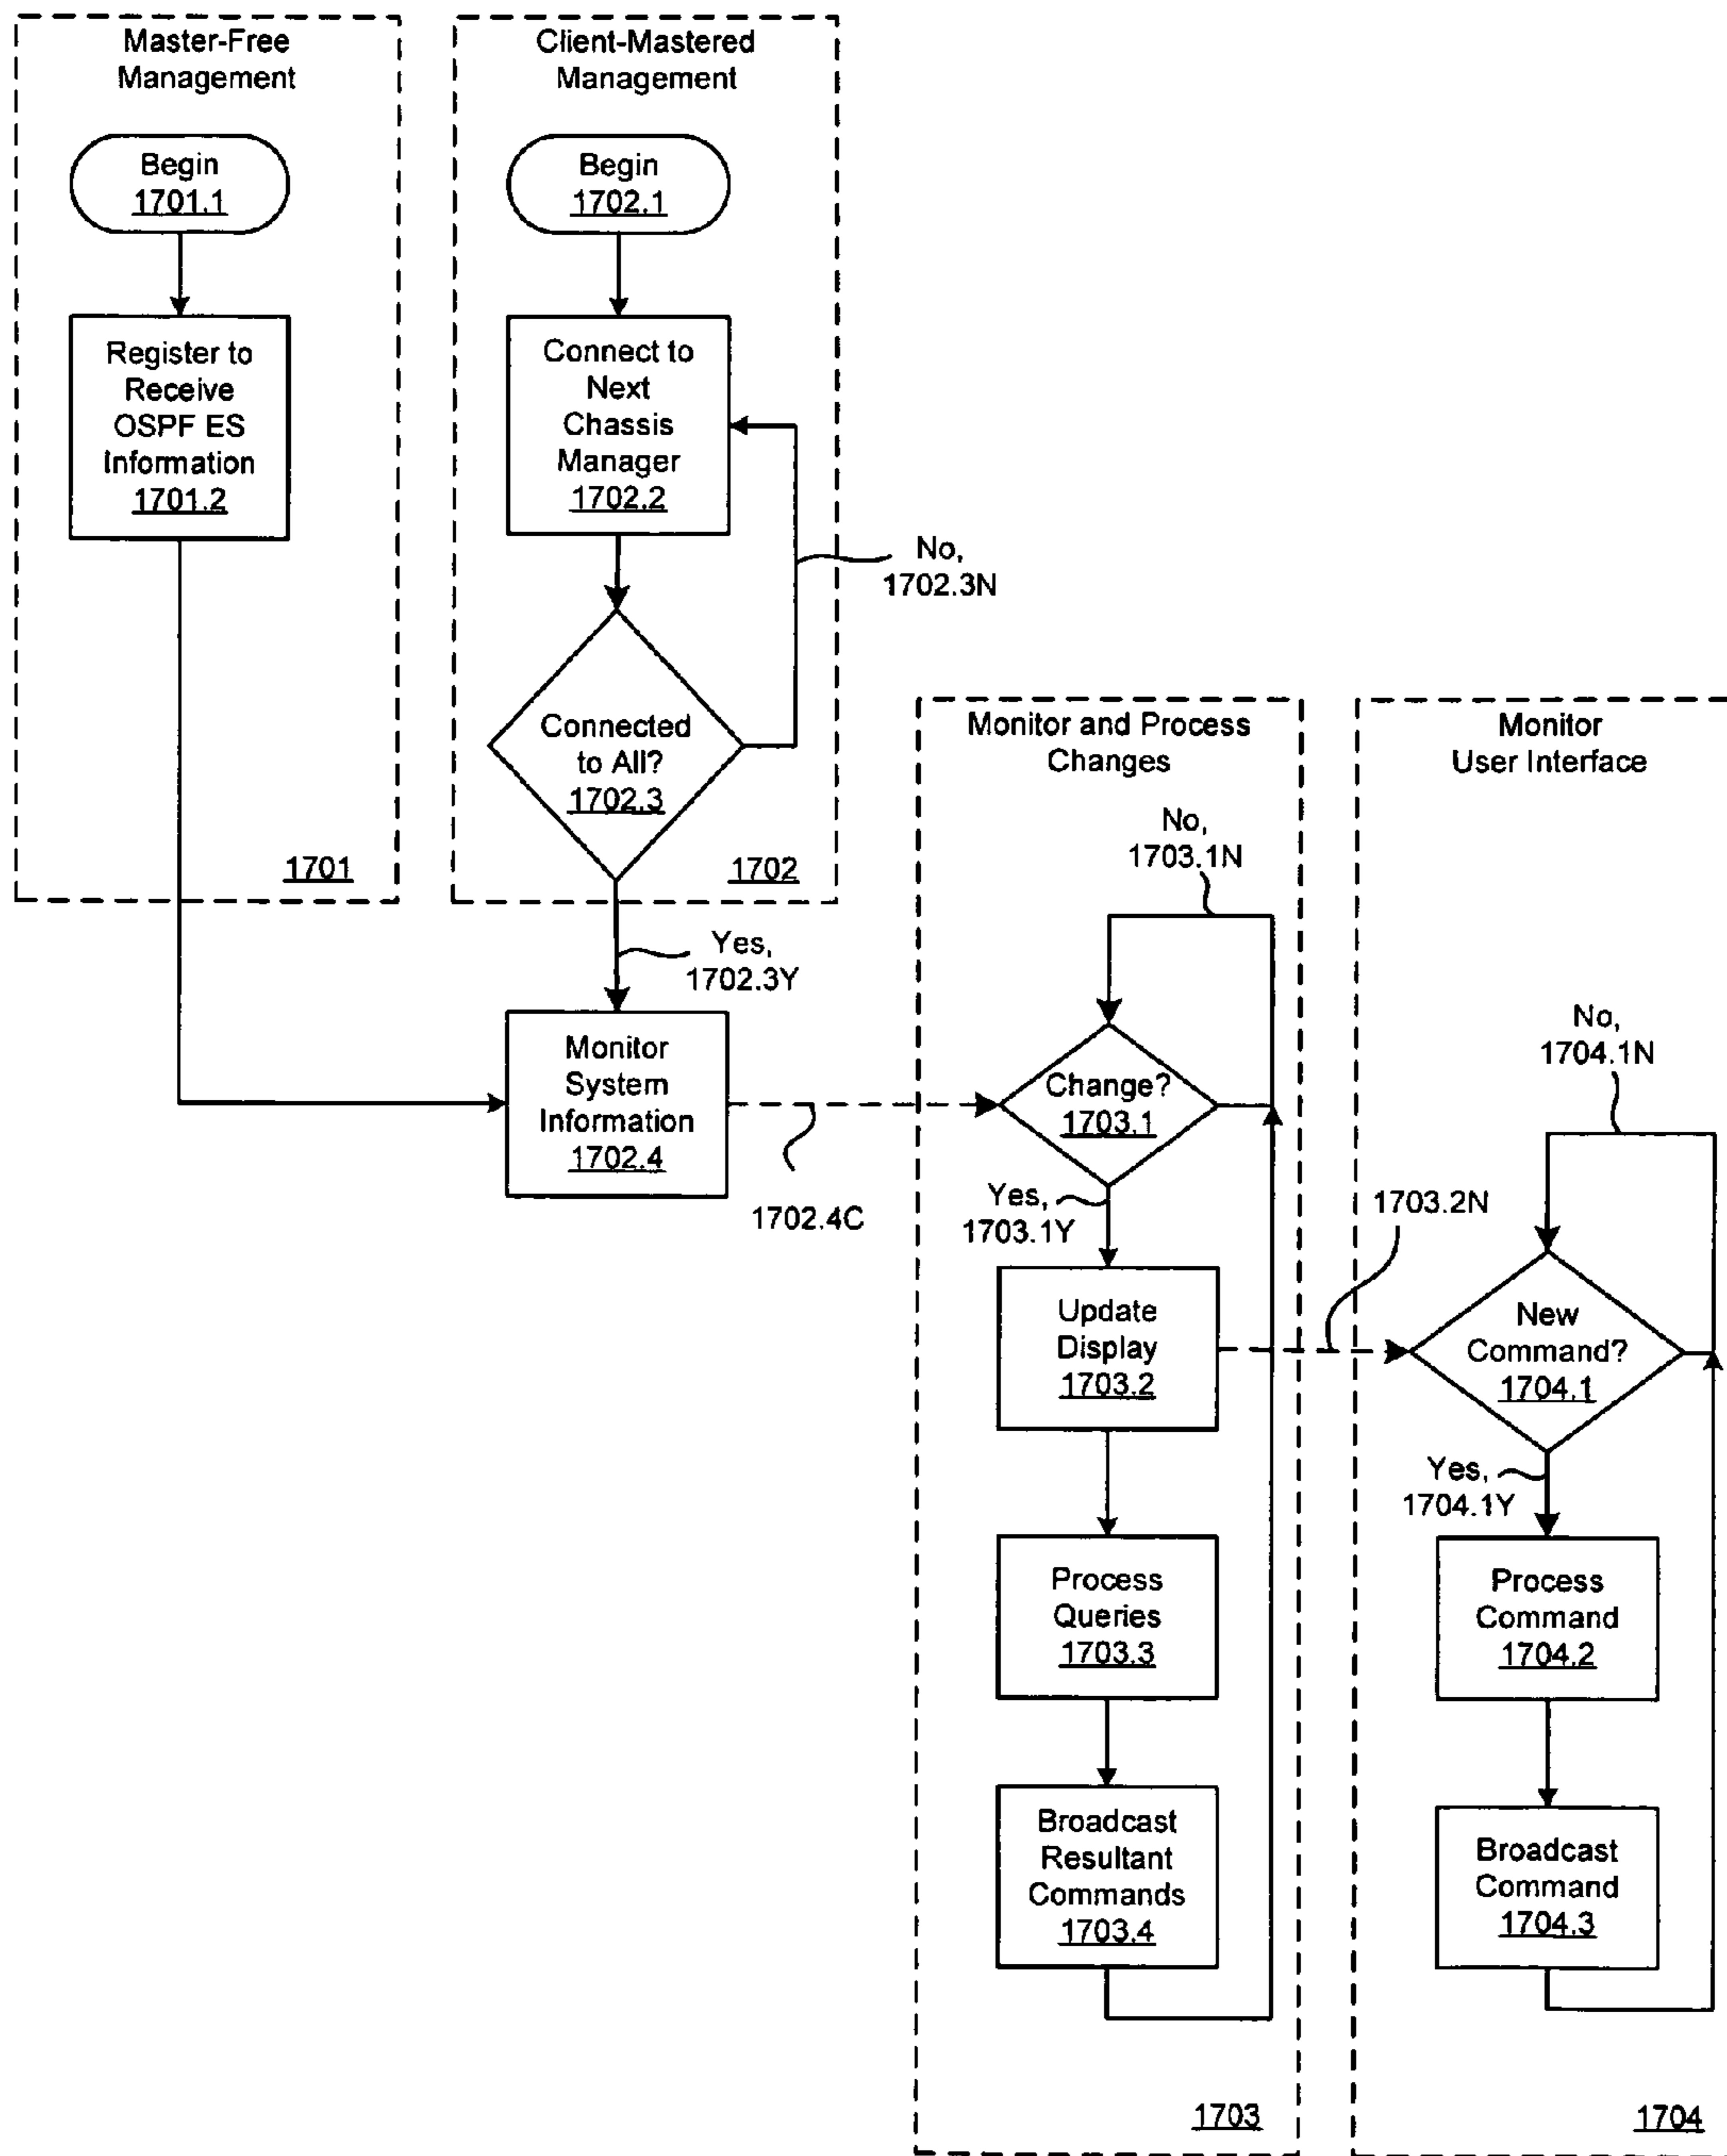 Master-Free
Management
Begin
1701.1
Register to
Receive
OSPF ES
Information
1701.2
1701
Client-Mastered
Management
Begin
1702.1
Connect to
Next
Chassis
Manager
1702.2
No,
1702.3N
Connected
to All?
1702.3
1702
Yes,
1702.3Y
Monitor
System
Information
1702.4
1702.4C
Monitor and Process
Changes
No,
1703.1N
Change?
1703.1
Yes,
1703.1Y
Update
Display
1703.2
1703.2N
Process
Queries
1703.3
Broadcast
Resultant
Commands
1703.4
1703
Monitor
User Interface
No,
1704.1N
New
Command?
1704.1
Yes,
1704.1Y
Process
Command
1704.2
Broadcast
Command
1704.3
1704